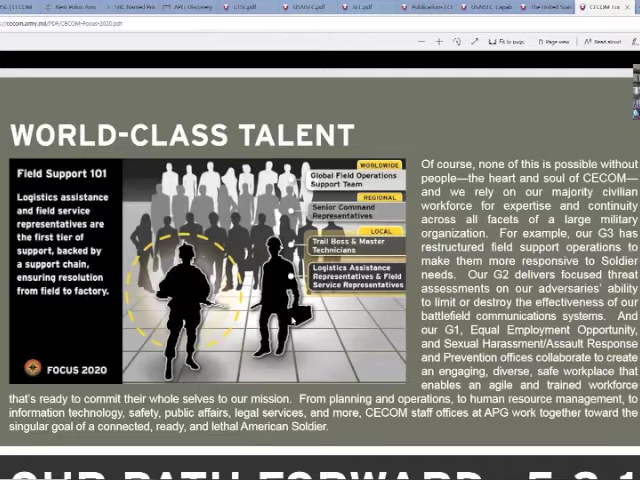 cecom.army.mil/PDF/CECOM-Focus-2020.pdf
Fit to page
Page view
Read aloud
WORLD-CLASS TALENT
Field Support 101
Logistics assistance
and field service
representatives are
the first tier of
support, backed by
a support chain,
ensuring resolution
from field to factory.
FOCUS 2020
WORLDWIDE
Global Field Operations
Support Team
REGIONAL
Senior Command
Representatives
LOCAL
Trail Boss & Master
Technicians
Logistics Assistance
Representatives & Field
Service Representatives
Of course, none of this is possible without
people—the heart and soul of CECOM—
and we rely on our majority civilian
workforce for expertise and continuity
across all facets of a large military
organization. For example, our G3 has
restructured field support operations to
make them more responsive to Soldier
needs. Our G2 delivers focused threat
assessments on our adversaries' ability
to limit or destroy the effectiveness of our
battlefield communications systems. And
our G1, Equal Employment Opportunity,
and Sexual Harassment/Assault Response
and Prevention offices collaborate to create
an engaging, diverse, safe workplace that
enables an agile and trained workforce
that's ready to commit their whole selves to our mission. From planning and operations, to human resource management, to
information technology, safety, public affairs, legal services, and more, CECOM staff offices at APG work together toward the
singular goal of a connected, ready, and lethal American Soldier.
OUR PATH FORWARD